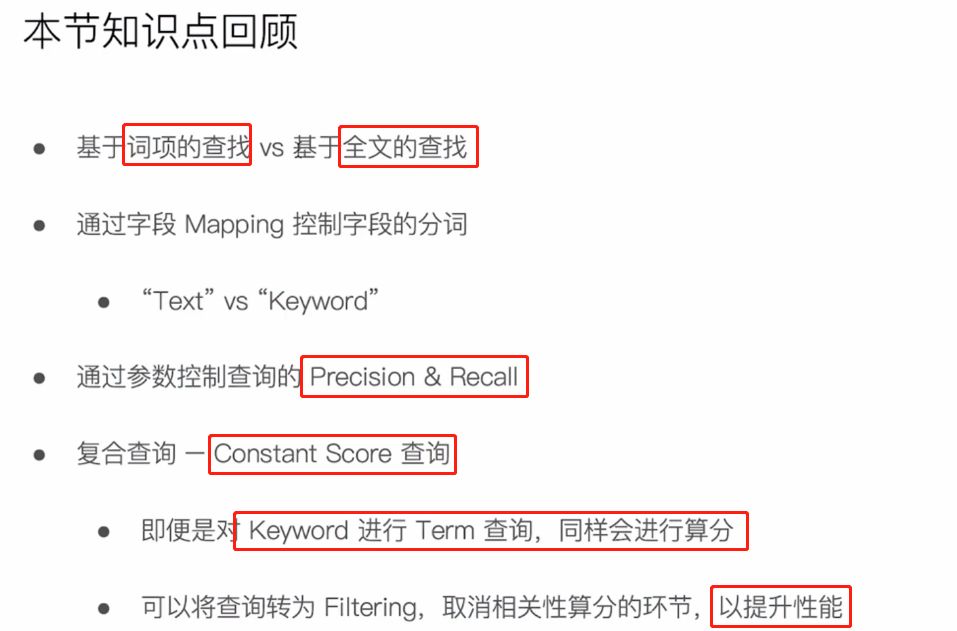 本节知识点回顾
基于词项的查找 vs 基于全文的查找
通过字段 Mapping 控制字段的分词
“Text” vs “Keyword”
通过参数控制查询的 Precision & Recall
复合查询 — Constant Score 查询
即便是对 Keyword 进行 Term 查询，同样会进行算分
可以将查询转为 Filtering，取消相关性算分的环节，以提升性能